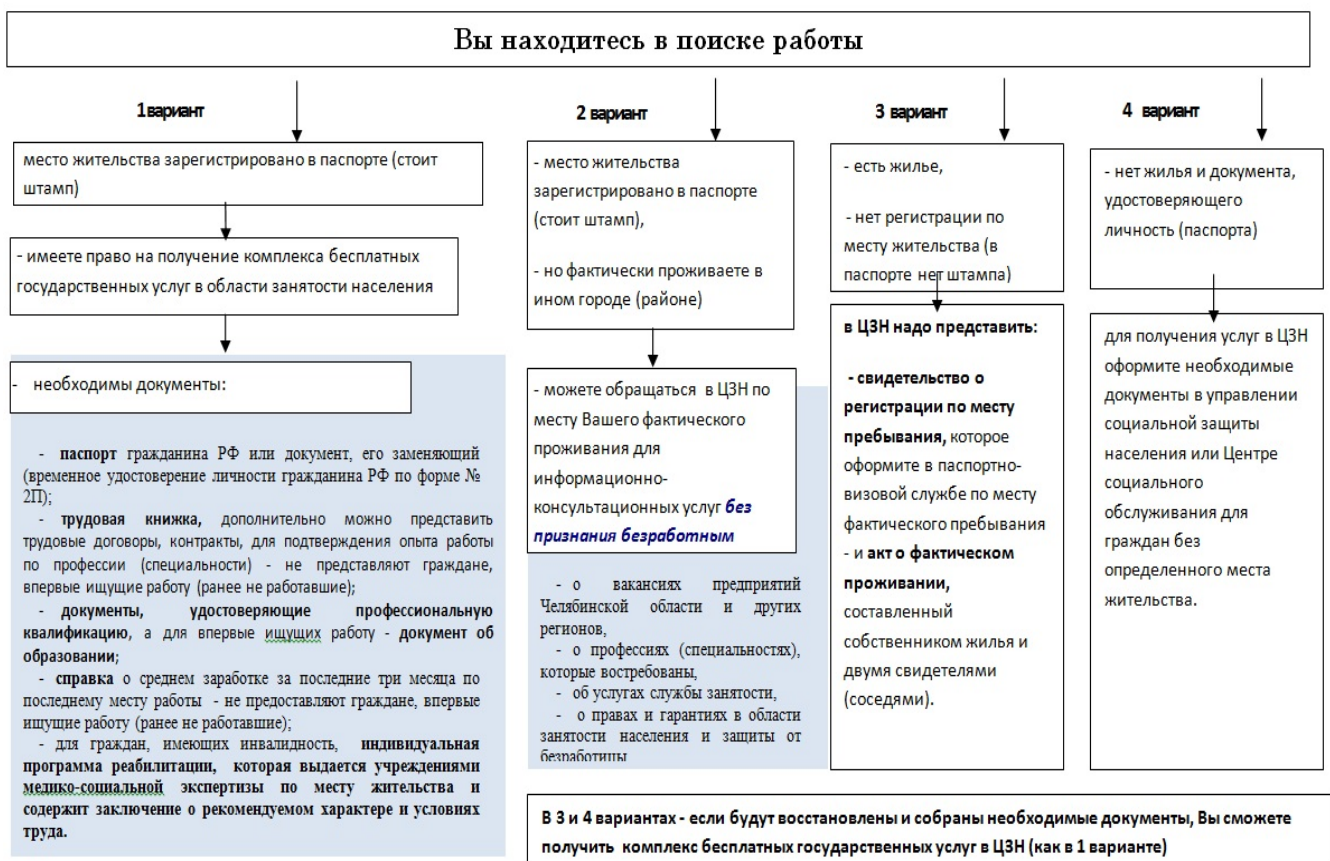 Вы находитесь в поиске работы
1вариант
место жительства зарегистрировано в паспорте (стоит
штамп)
- имеете право на получение комплекса бесплатных
государственных услуг в области занятости населения
- необходимы документы:
- паспорт гражданина РФ или документ, его заменяющий
(временное удостоверение личности гражданина РФ по форме №
2П);
- трудовая книжка, дополнительно можно представить
трудовые договоры, контракты, для подтверждения опыта работы
по профессии (специальности) - не представляют граждане,
впервые ищущие работу (ранее не работавшие);
- документы, удостоверяющие профессиональную
квалификацию, а для впервые ищущих работу - документ об
образовании;
- справка о среднем заработке за последние три месяца по
последнему месту работы - не предоставляют граждане, впервые
ищущие работу (ранее не работавшие);
- для граждан, имеющих инвалидность, индивидуальная
программа реабилитации, которая выдается учреждениями
медико-социальной экспертизы по месту жительства и
содержит заключение о рекомендуемом характере и условиях
труда.
2 вариант
- место жительства
зарегистрировано в паспорте
(стоит штамп),
- но фактически проживаете в
ином городе (районе)
- можете обращаться в ЦЗН по
месту Вашего фактического
проживания для
информационно-
консультационных услуг без
признания безработным
- о вакансиях предприятий
Челябинской области и других
регионов,
- о профессиях (специальностях),
которые востребованы,
- об услугах службы занятости,
- о правах и гарантиях в области
занятости населения и защиты от
безработицы
3 вариант
- есть жилье,
- нет регистрации по
месту жительства (в
паспорте нет штампа)
в ЦЗН надо представить:
- свидетельство о
регистрации по месту
пребывания, которое
оформите в паспортно-
визовой службе по месту
фактического пребывания
- и акт о фактическом
проживании,
составленный
собственником жилья и
двумя свидетелями
(соседями).
4 вариант
- нет жилья и документа,
удостоверяющего
личность (паспорта)
для получения услуг в ЦЗН
оформите необходимые
документы в управлении
социальной защиты
населения или Центре
социального
обслуживания для
граждан без
определенного места
жительства.
В 3 и 4 вариантах - если будут восстановлены и собраны необходимые документы, Вы сможете
получить комплекс бесплатных государственных услуг в ЦЗН (как в 1 варианте)